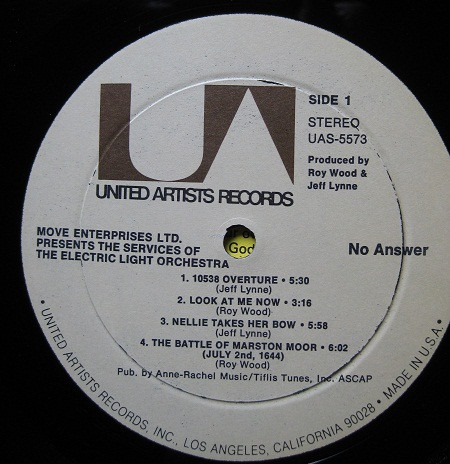 UA
UNITED ARTISTS RECORDS
SIDE 1
STEREO
UAS-5573
Produced by
Roy Wood &
Jeff Lynne
MOVE ENTERPRISES LTD.
PRESENTS THE SERVICES OF
THE ELECTRIC LIGHT ORCHESTRA
God
No Answer
1. 10538 OVERTURE • 5:30
(Jeff Lynne)
2. LOOK AT ME NOW • 3:16
(Roy Wood)
3. NELLIE TAKES HER BOW • 5:58
(Jeff Lynne)
4. THE BATTLE OF MARSTON MOOR • 6:02
(JULY 2nd, 1644)
(Roy Wood)
Pub. by Anne-Rachel Music/Tiflis Tunes, Inc. ASCAP
• UNITED ARTISTS RECORDS, INC., LOS ANGELES, CALIFORNIA 90028 • MADE IN U.S.A. •